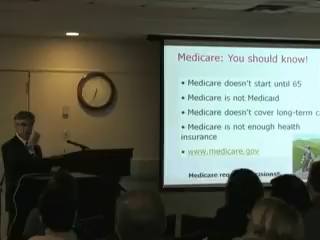 Medicare: You should know!
• Medicare doesn't start until 65
• Medicare is not Medicaid
• Medicare doesn't cover long-term c
• Medicare is not enough health
insurance
• www.medicare.gov
Medicare